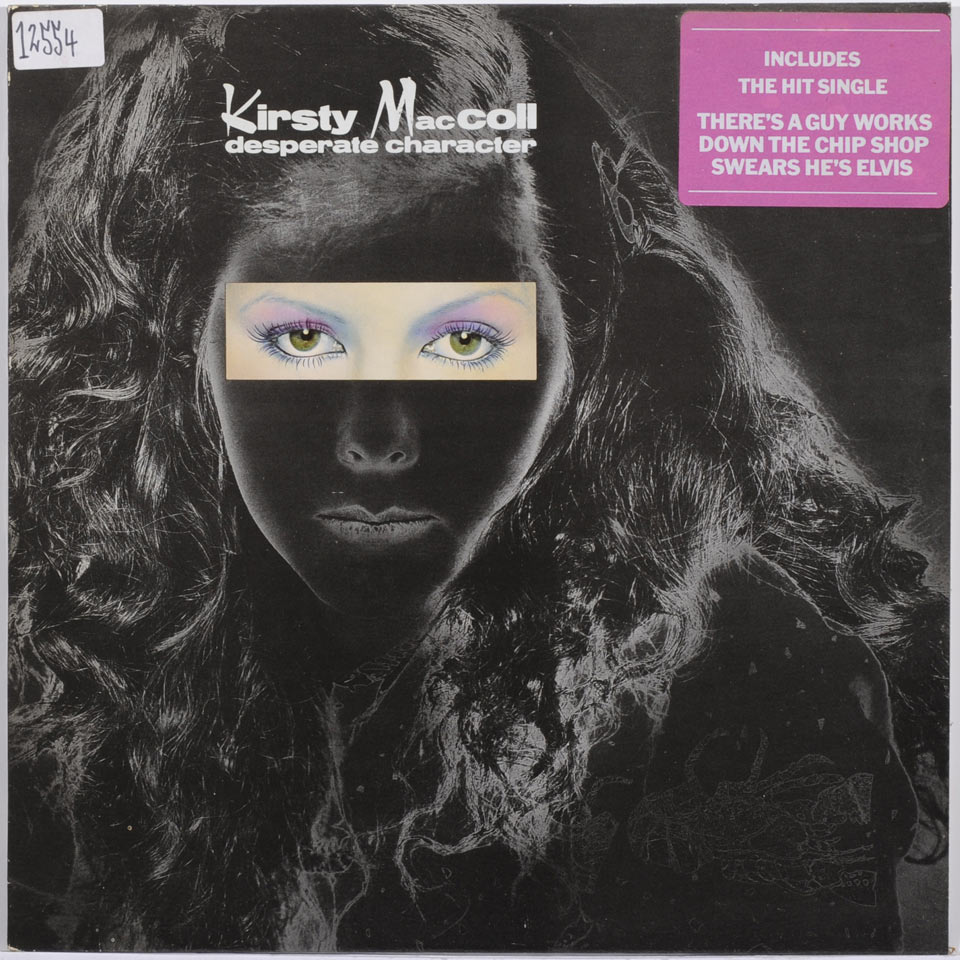 12554
Kirsty MacColl
desperate character
INCLUDES
THE HIT SINGLE
THERE'S A GUY WORKS
DOWN THE CHIP SHOP
SWEARS HE'S ELVIS